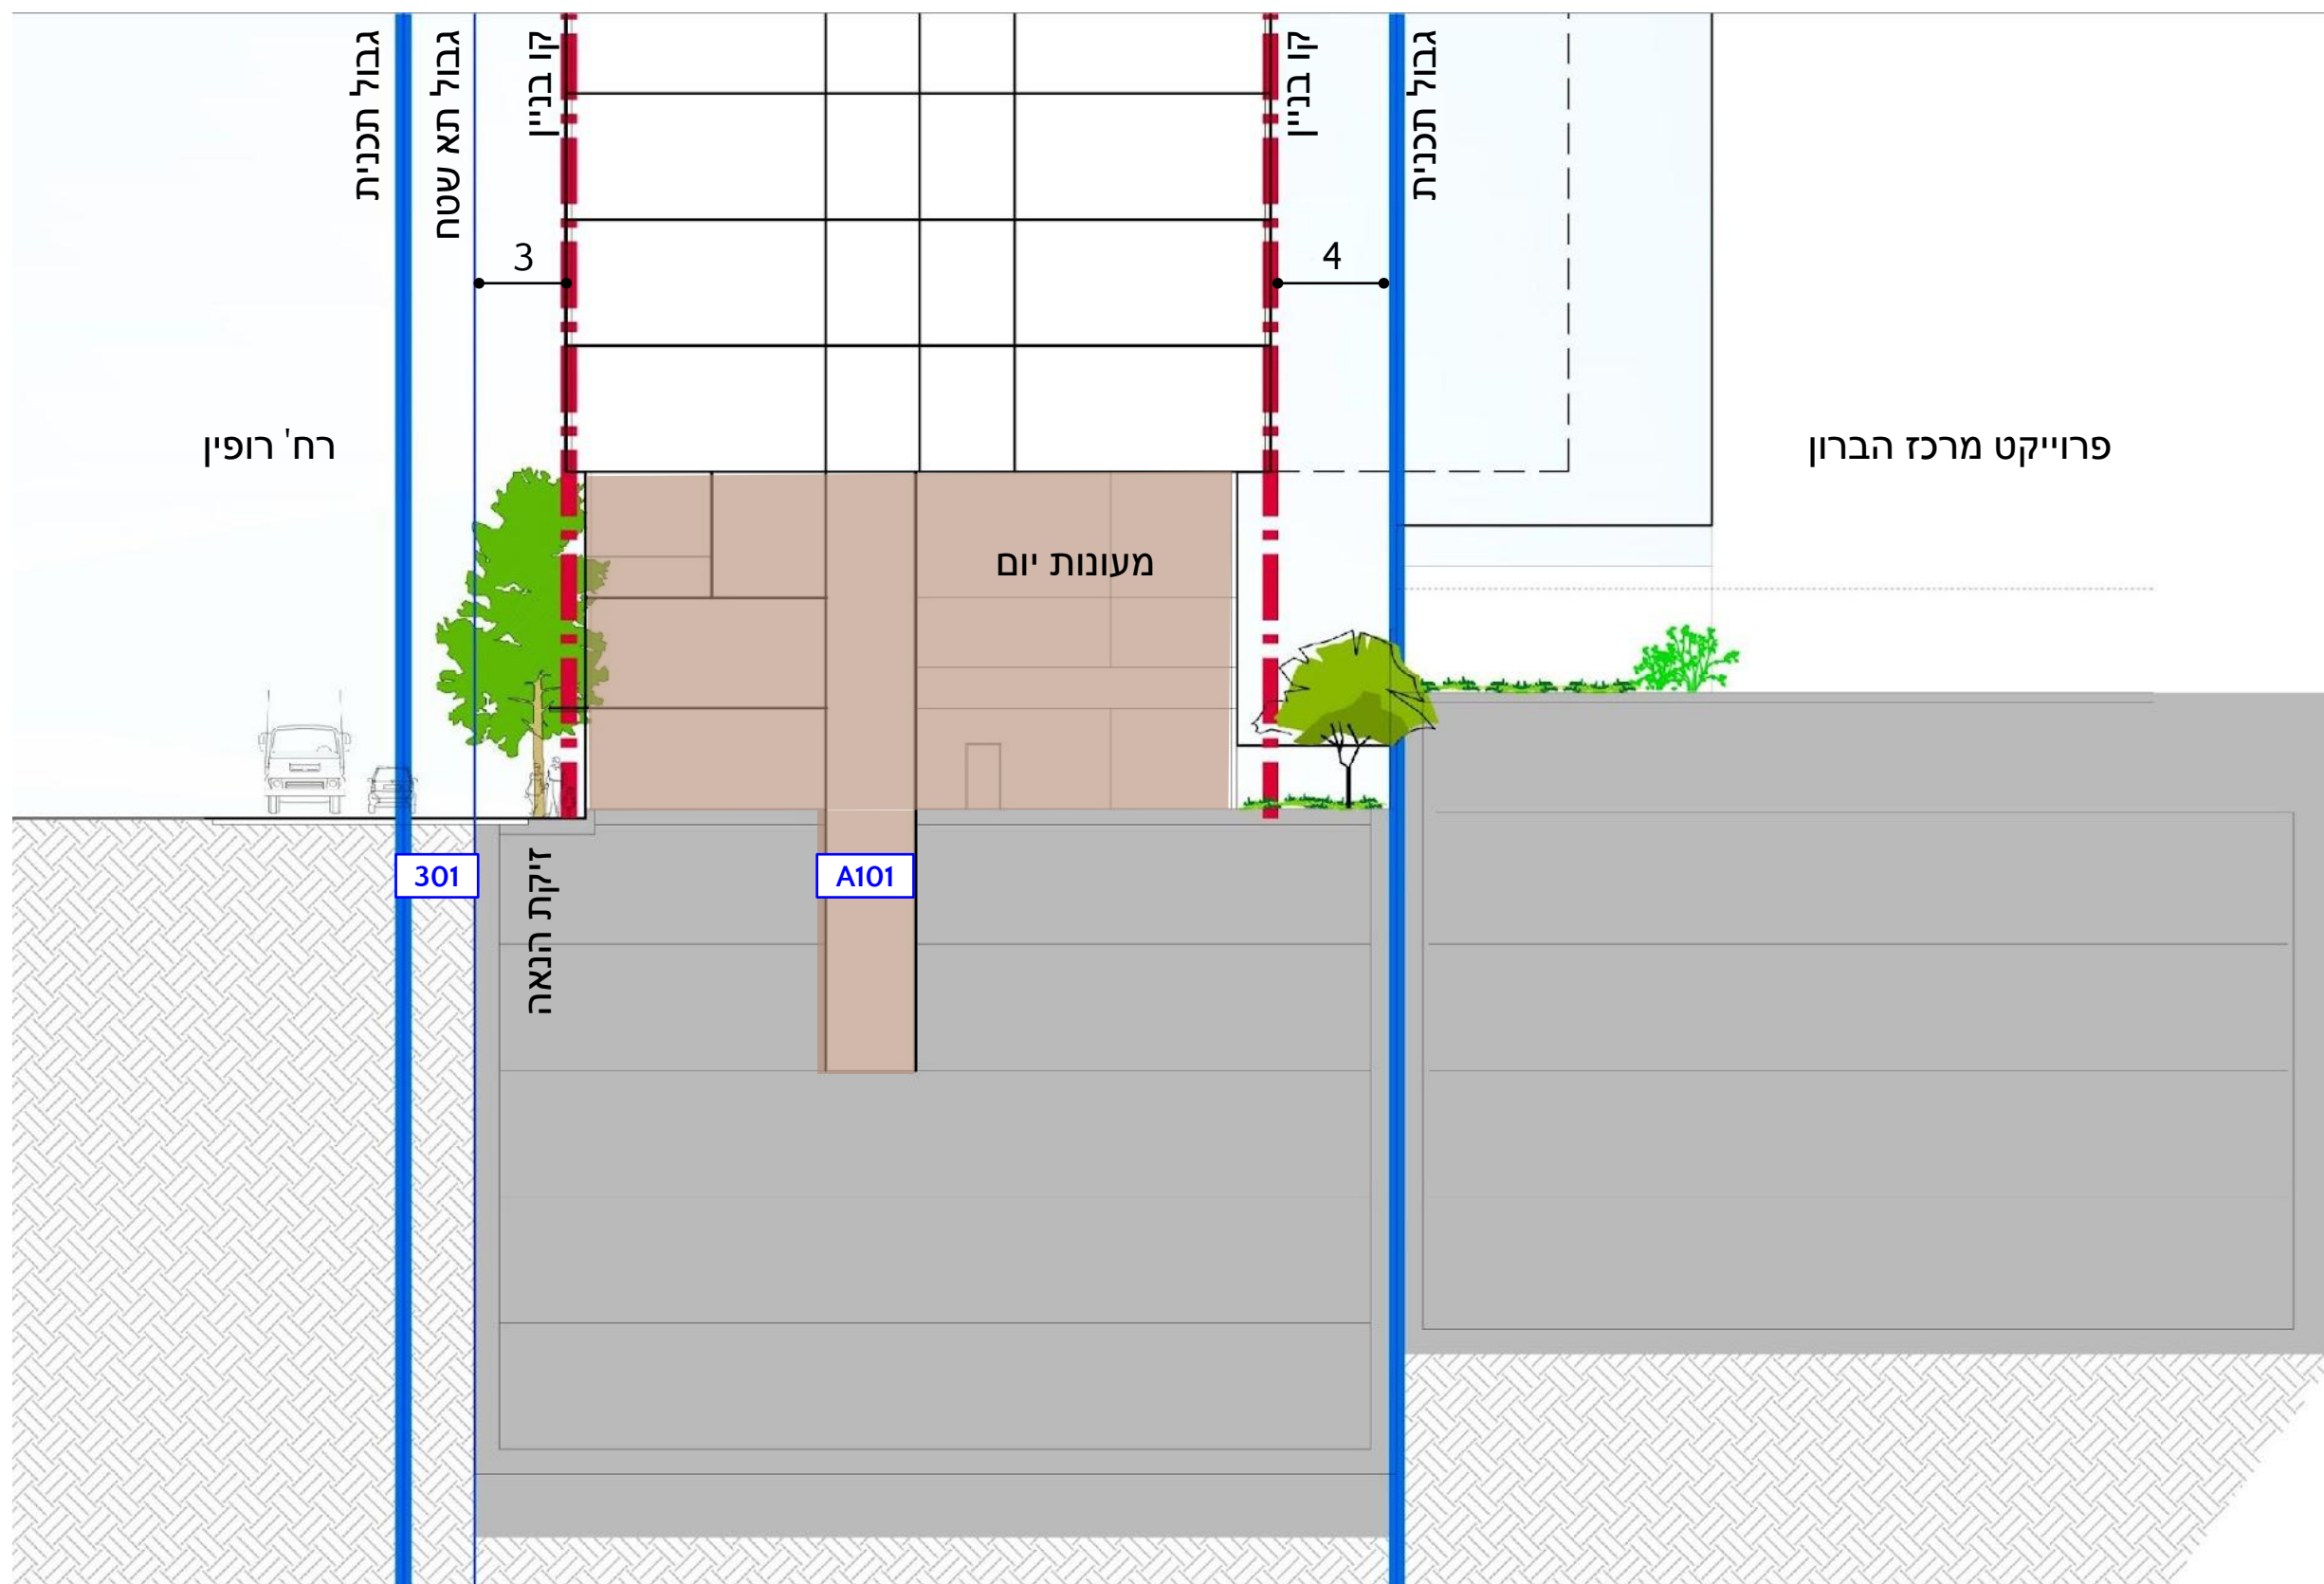 גבול תכנית
גבול תא שטח
קו בניין
קו בניין
גבול תכנית
3
4
רח' רופין
פרוייקט מרכז הברון
מעונות יום
301
A101
זיקת הנאה